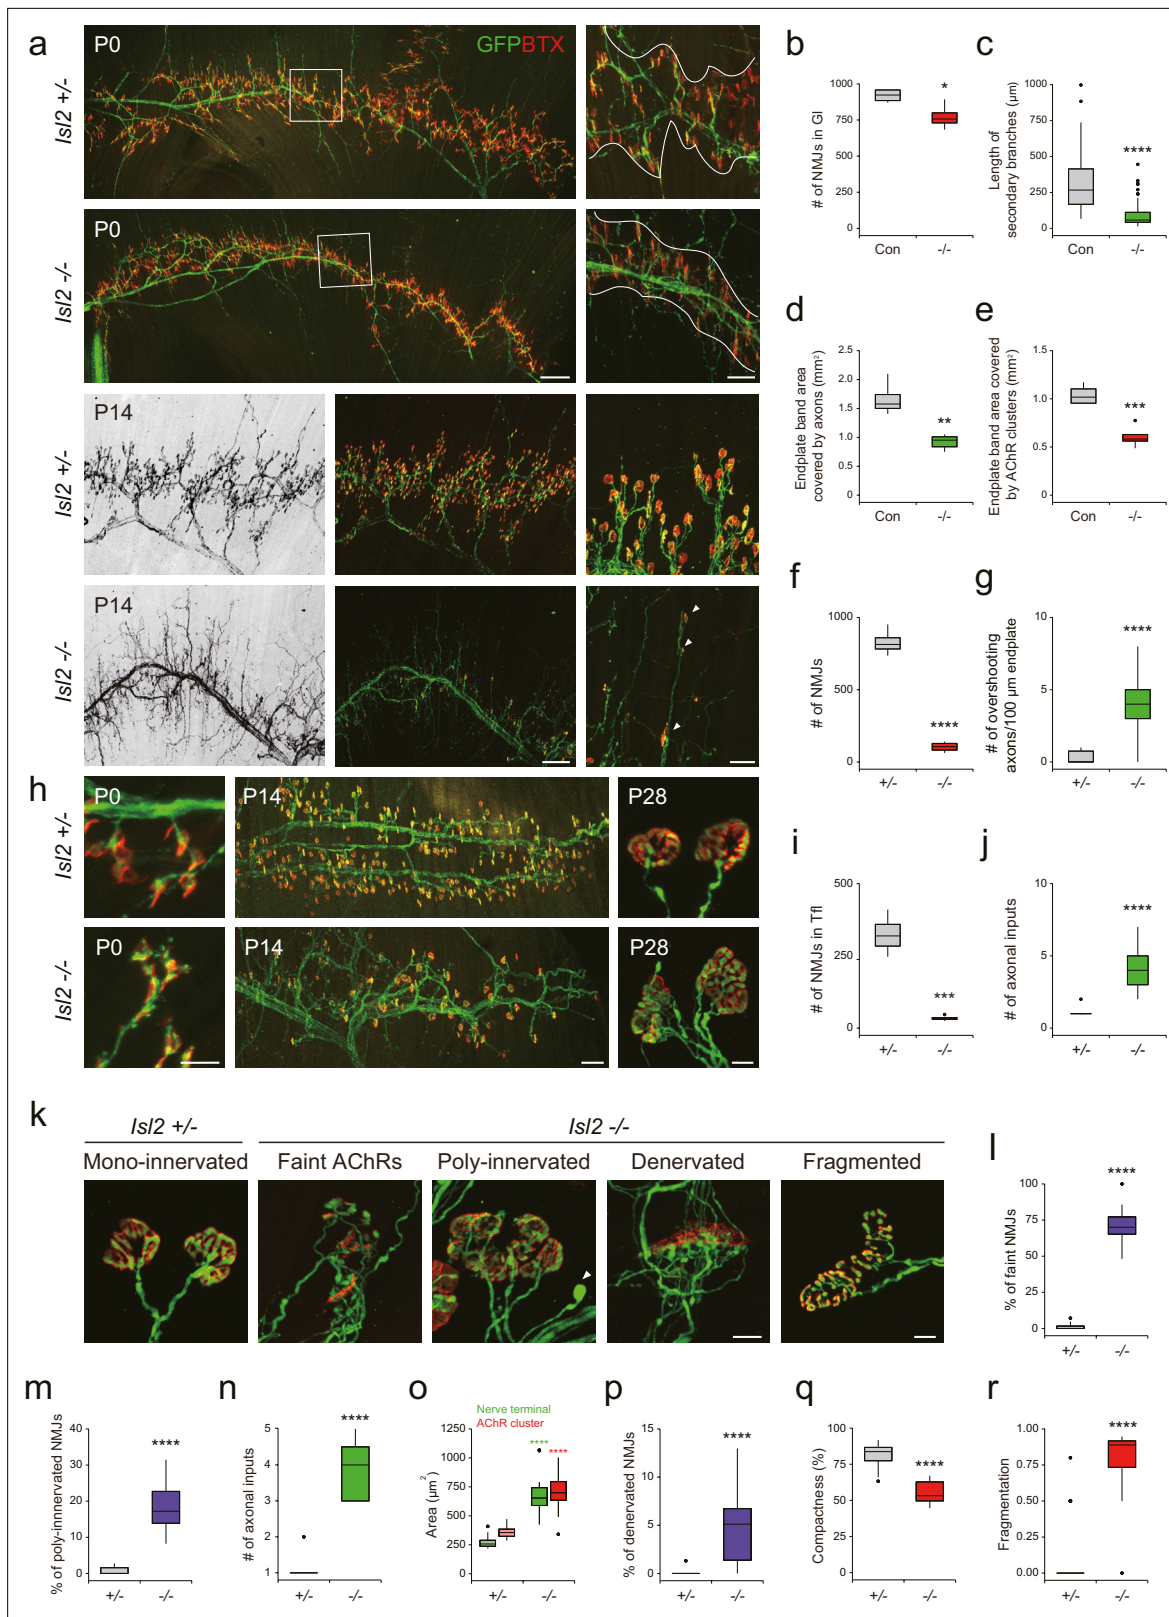 a
P0
GFPBTX
Isl2 +/-
P0
Isl2 -/-
P14
Isl2 +/-
P14
Isl2 -/-
b
# of NMJs in Gl
1000
750
500
250
0
*
Con
-/-
c
Length of
secondary branches (µm)
1000
750
500
250
0
****
Con
-/-
d
Endplate band area
covered by axons (mm²)
2.5
2.0
1.5
1.0
0.5
0
**
Con
-/-
e
Endplate band area covered
by AChR clusters (mm²)
1.5
1.0
0.5
0
***
Con
-/-
f
# of NMJs
1000
500
0
****
+/-
-/-
g
# of overshooting
axons/100 µm endplate
10
5
0
****
+/-
-/-
h
P0
P14
P28
Isl2 +/-
P0
P14
P28
Isl2 -/-
i
# of NMJs in Tfl
500
250
0
***
+/-
-/-
j
# of axonal inputs
10
5
0
****
+/-
-/-
k
Isl2 +/-
Isl2 -/-
Mono-innervated
Faint AChRs
Poly-innervated
Denervated
Fragmented
l
% of faint NMJs
100
75
50
25
0
****
+/-
-/-
m
% of poly-innnervated NMJs
40
30
20
10
0
****
+/-
-/-
n
# of axonal inputs
5
4
3
2
1
****
+/-
-/-
o
Nerve terminal
AChR cluster
Area (µm²)
1250
1000
750
500
250
0
****
****
+/-
-/-
p
% of denervated NMJs
15
10
5
0
****
+/-
-/-
q
Compactness (%)
100
75
50
25
0
****
+/-
-/-
r
Fragmentation
1.00
0.75
0.50
0.25
0.00
****
+/-
-/-